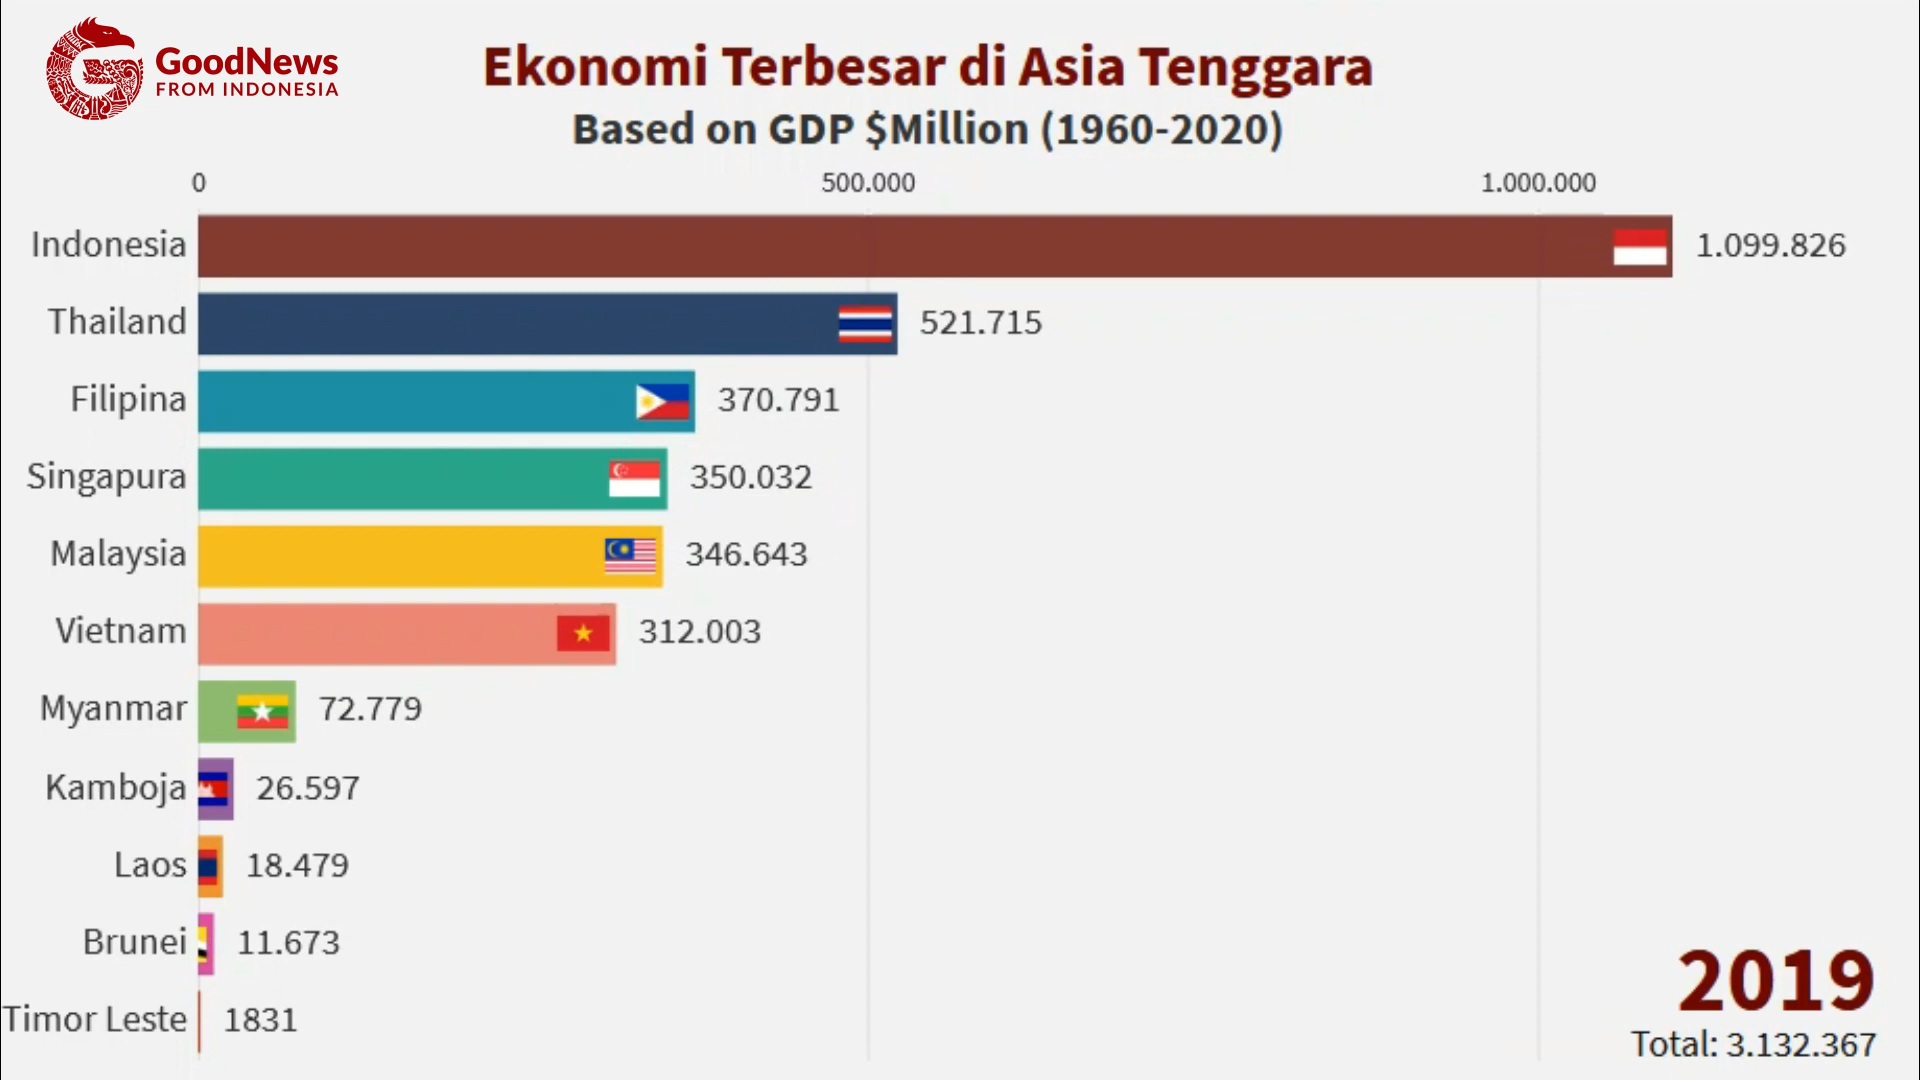 GoodNews
FROM INDONESIA
Ekonomi Terbesar di Asia Tenggara
Based on GDP $Million (1960-2020)
0 500.000 1.000.000
Indonesia 1.099.826
Thailand 521.715
Filipina 370.791
Singapura 350.032
Malaysia 346.643
Vietnam 312.003
Myanmar 72.779
Kamboja 26.597
Laos 18.479
Brunei 11.673
Timor Leste 1831
2019
Total: 3.132.367